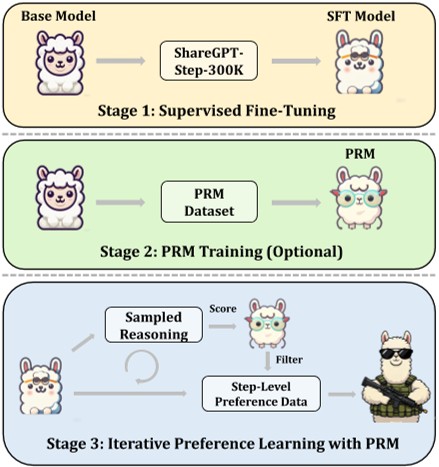 Base Model
SFT Model
ShareGPT-
Step-300K
Stage 1: Supervised Fine-Tuning
PRM
PRM
Dataset
Stage 2: PRM Training (Optional)
Sampled
Reasoning
Score
Filter
Step-Level
Preference Data
Stage 3: Iterative Preference Learning with PRM